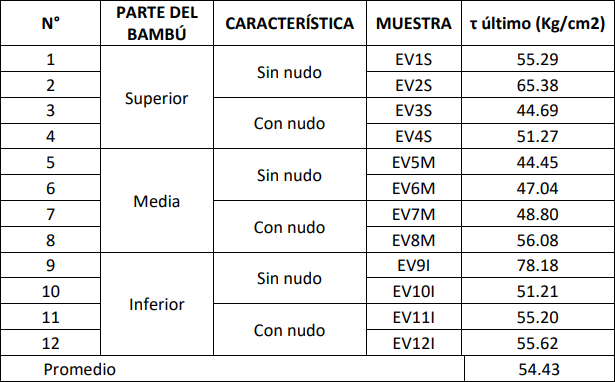 N° PARTE DEL BAMBÚ CARACTERÍSTICA MUESTRA τ último (Kg/cm2)
1 Superior Sin nudo EV1S 55.29
2 EV2S 65.38
3 Con nudo EV3S 44.69
4 EV4S 51.27
5 Media Sin nudo EV5M 44.45
6 EV6M 47.04
7 Con nudo EV7M 48.80
8 EV8M 56.08
9 Inferior Sin nudo EV9I 78.18
10 EV10I 51.21
11 Con nudo EV11I 55.20
12 EV12I 55.62
Promedio 54.43